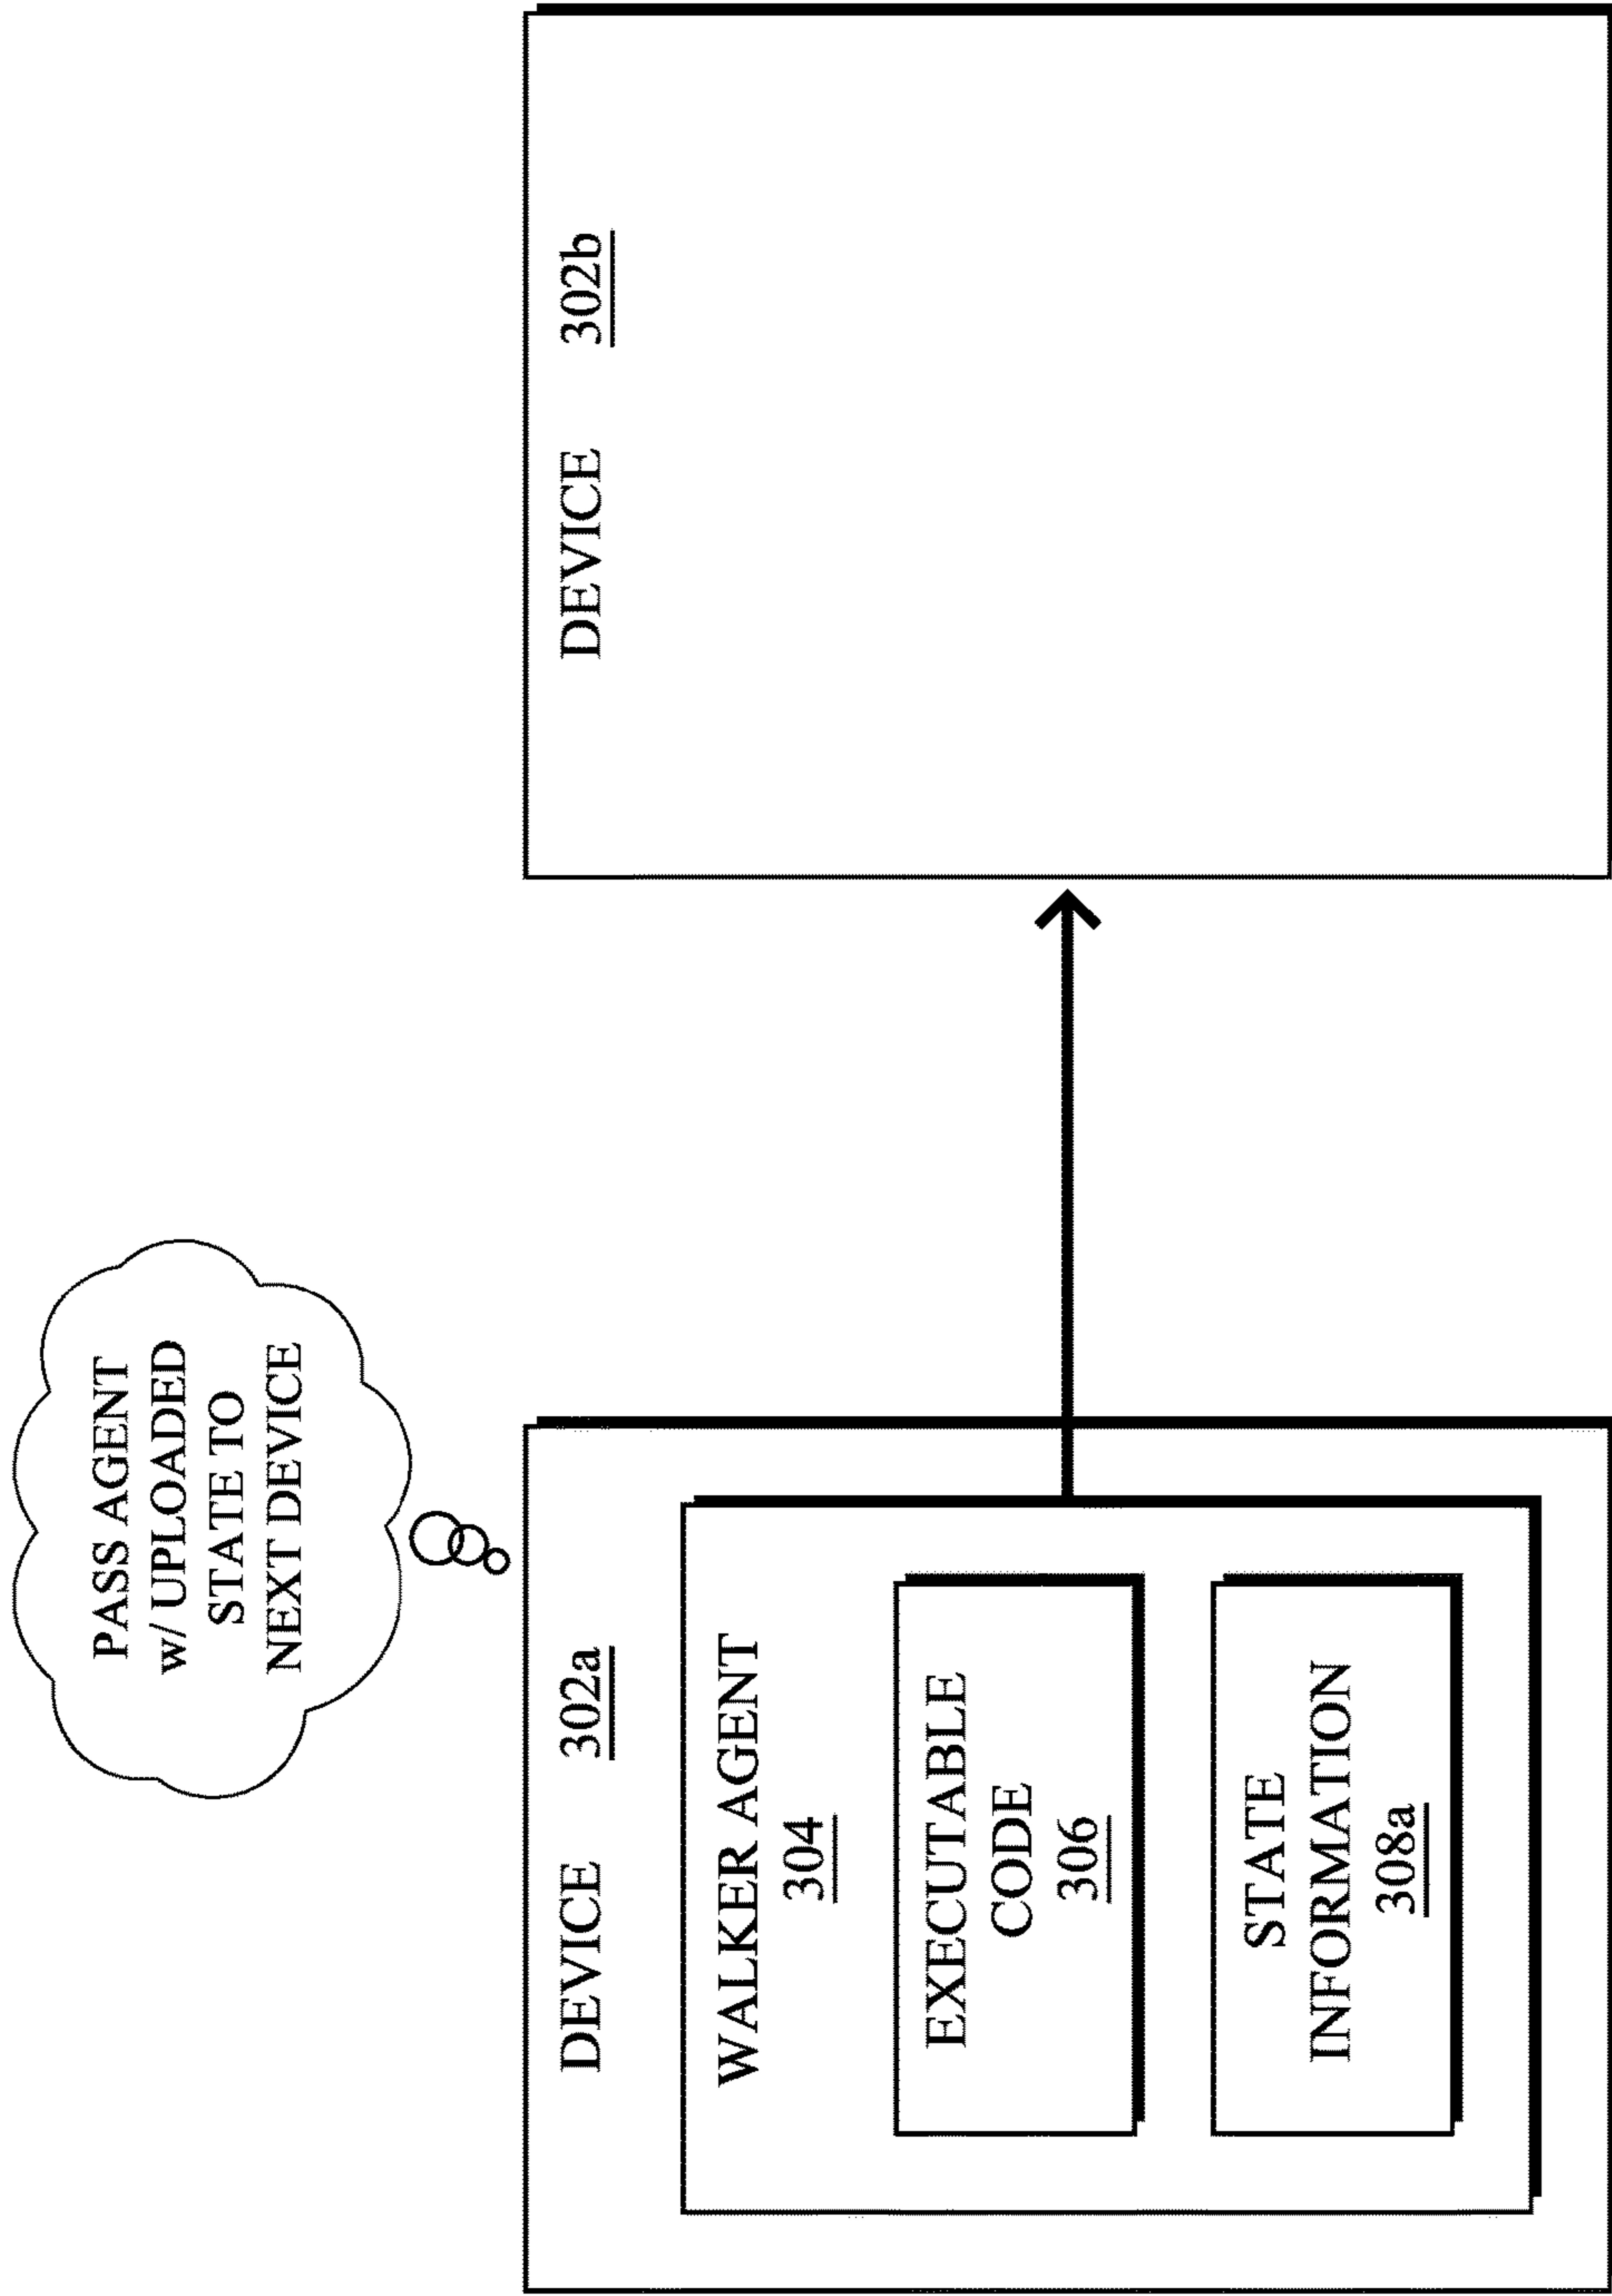 PASS AGENT
w/ UPLOADED
STATE TO
NEXT DEVICE
DEVICE 302a
WALKER AGENT
304
EXECUTABLE
CODE
306
STATE
INFORMATION
308a
DEVICE 302b